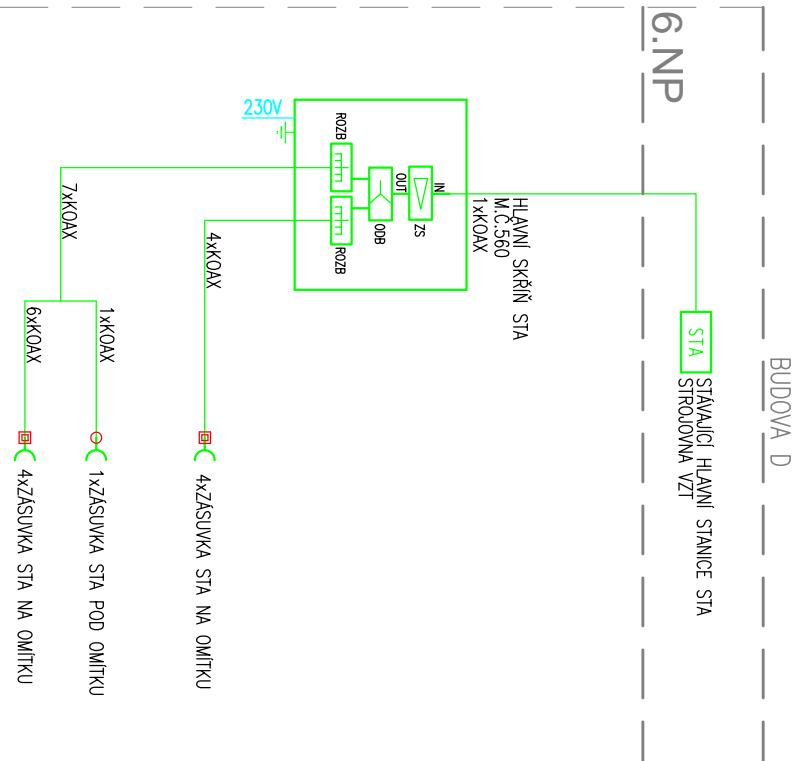 BUDOVA D
6.NP
STA
STÁVAJÍCÍ HLAVNÍ STANICE STA
STROJOVNA VZT
HLAVNÍ SKŘÍŇ STA
M.Č.560
1xKOAX
IN
ZS
OUT
ODB
ROZB
ROZB
230V
4xKOAX
4xZÁSUVKA STA NA OMÍTKU
7xKOAX
1xKOAX
1xZÁSUVKA STA POD OMÍTKU
6xKOAX
4xZÁSUVKA STA NA OMÍTKU